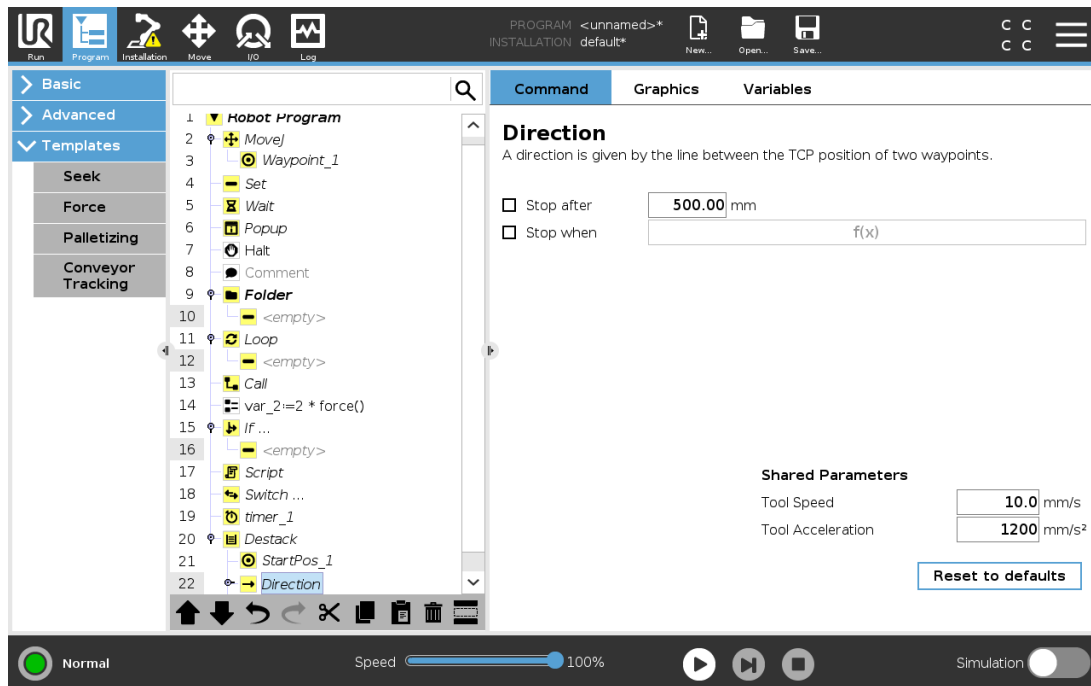 PROGRAM <unnamed>*
INSTALLATION default*
UR
Run
Program
Installation
Move
I/O
Log
New...
Open...
Save...
C C
C C
Basic
Advanced
Templates
Seek
Force
Palletizing
Conveyor
Tracking
1 Robot Program
2 MoveJ
3 Waypoint_1
4 Set
5 Wait
6 Popup
7 Halt
8 Comment
9 Folder
10 <empty>
11 Loop
12 <empty>
13 Call
14 var_2:=2 * force()
15 If ...
16 <empty>
17 Script
18 Switch ...
19 timer_1
20 Destack
21 StartPos_1
22 Direction
Command Graphics Variables
Direction
A direction is given by the line between the TCP position of two waypoints.
Stop after 500.00 mm
Stop when f(x)
Shared Parameters
Tool Speed 10.0 mm/s
Tool Acceleration 1200 mm/s²
Reset to defaults
Normal
Speed 100%
Simulation